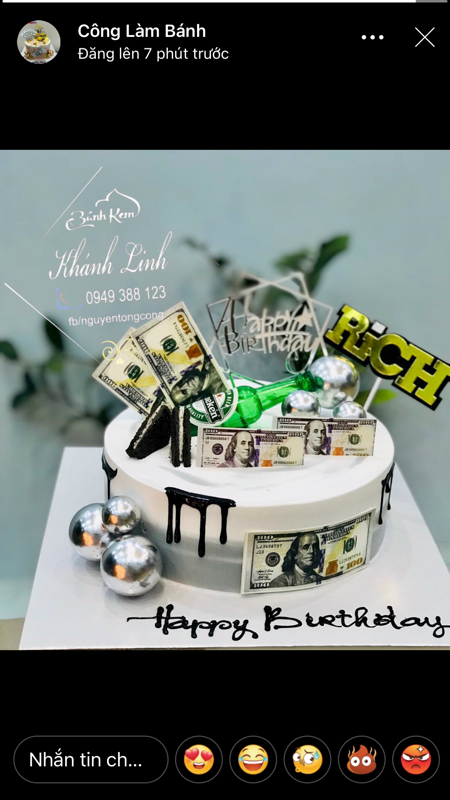 Công Làm Bánh
Đăng lên 7 phút trước
Bánh Kem
Khánh Linh
0949 388 123
fb/nguyentongcong
Happy
Birthday
RiCH
100
100
Happy Birthday
Nhắn tin ch...